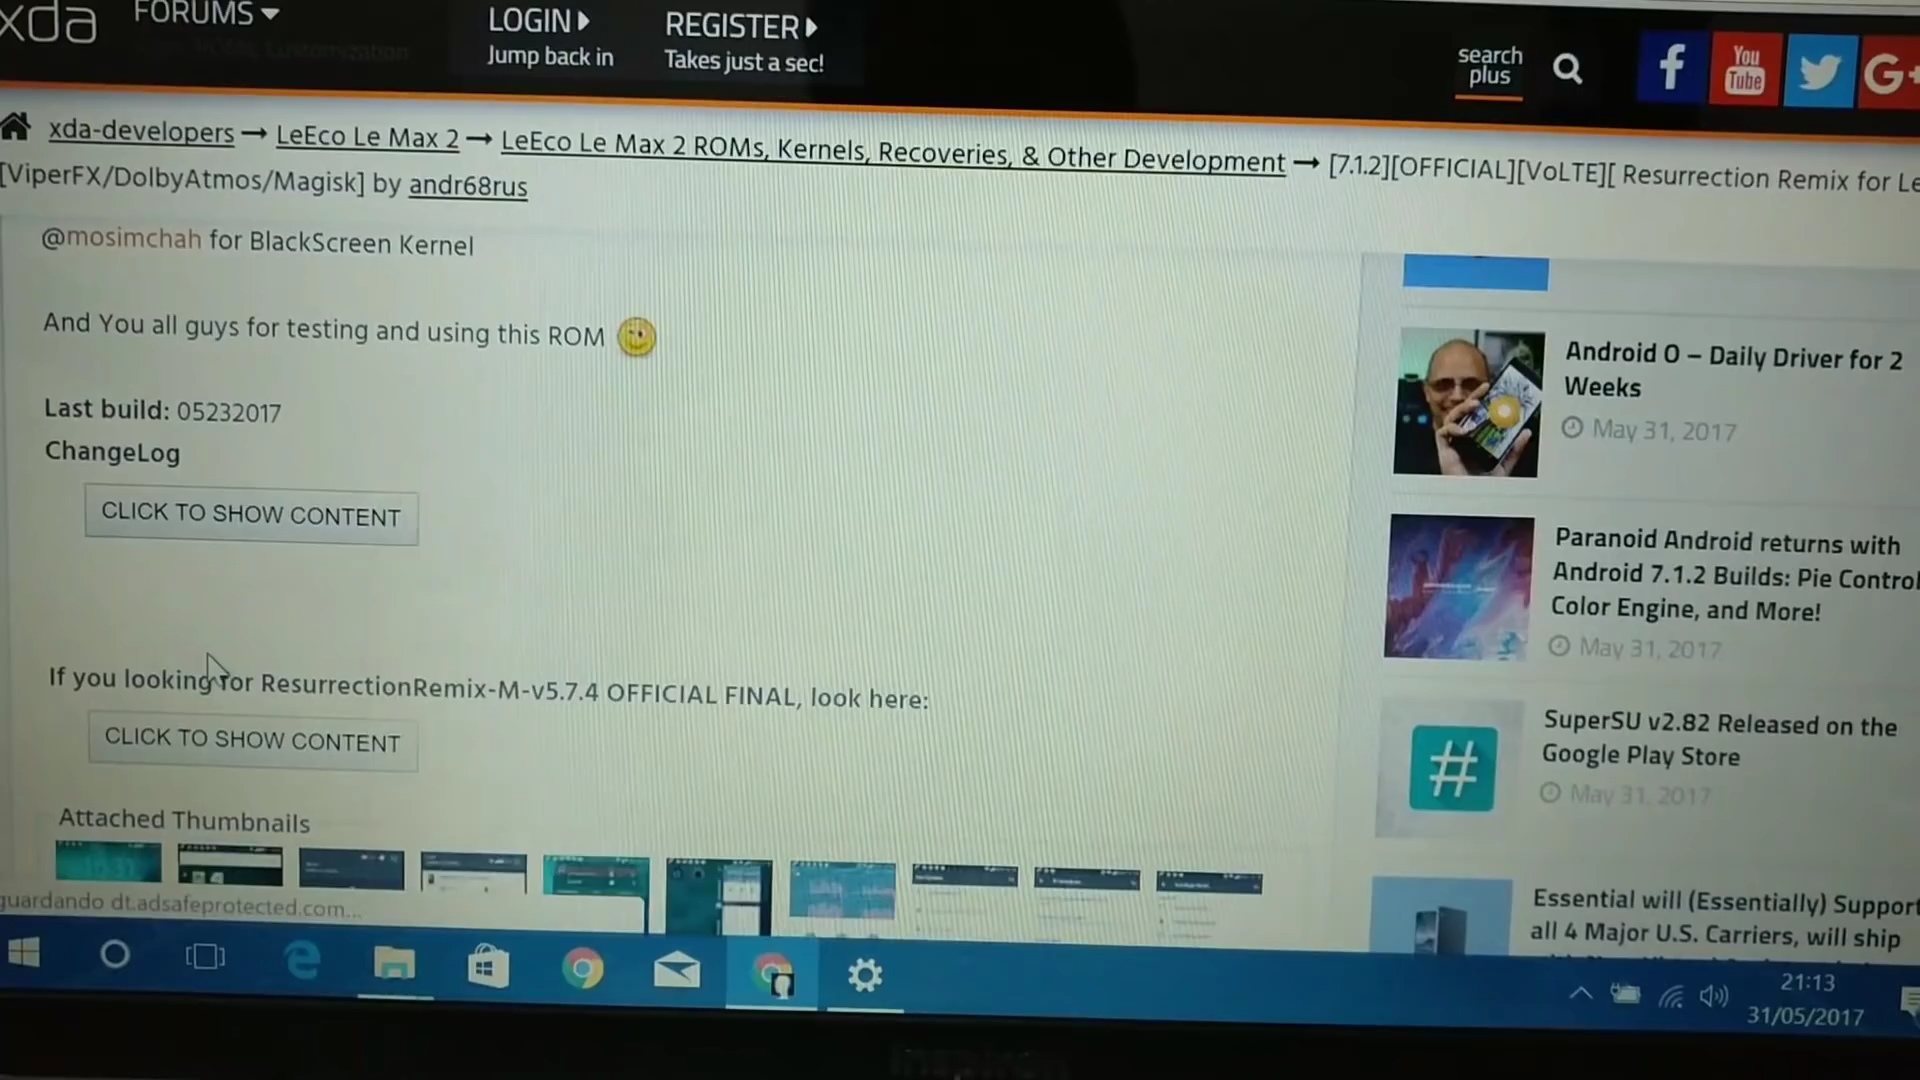 xda
FORUMS
LOGIN
Jump back in
REGISTER
Takes just a sec!
search
plus
f
You
Tube
G+
xda-developers → LeEco Le Max 2 → LeEco Le Max 2 ROMs, Kernels, Recoveries, & Other Development → [7.1.2][OFFICIAL][VoLTE][ Resurrection Remix for Le
[ViperFX/DolbyAtmos/Magisk] by andr68rus
@mosimchah for BlackScreen Kernel
And You all guys for testing and using this ROM
Last build: 05232017
ChangeLog
CLICK TO SHOW CONTENT
If you looking for ResurrectionRemix-M-v5.7.4 OFFICIAL FINAL, look here:
CLICK TO SHOW CONTENT
Attached Thumbnails
guardando dt.adsafeprotected.com...
Android O – Daily Driver for 2
Weeks
May 31, 2017
Paranoid Android returns with
Android 7.1.2 Builds: Pie Control
Color Engine, and More!
May 31, 2017
SuperSU v2.82 Released on the
Google Play Store
May 31, 2017
#
Essential will (Essentially) Support
all 4 Major U.S. Carriers, will ship
21:13
31/05/2017
inspiron